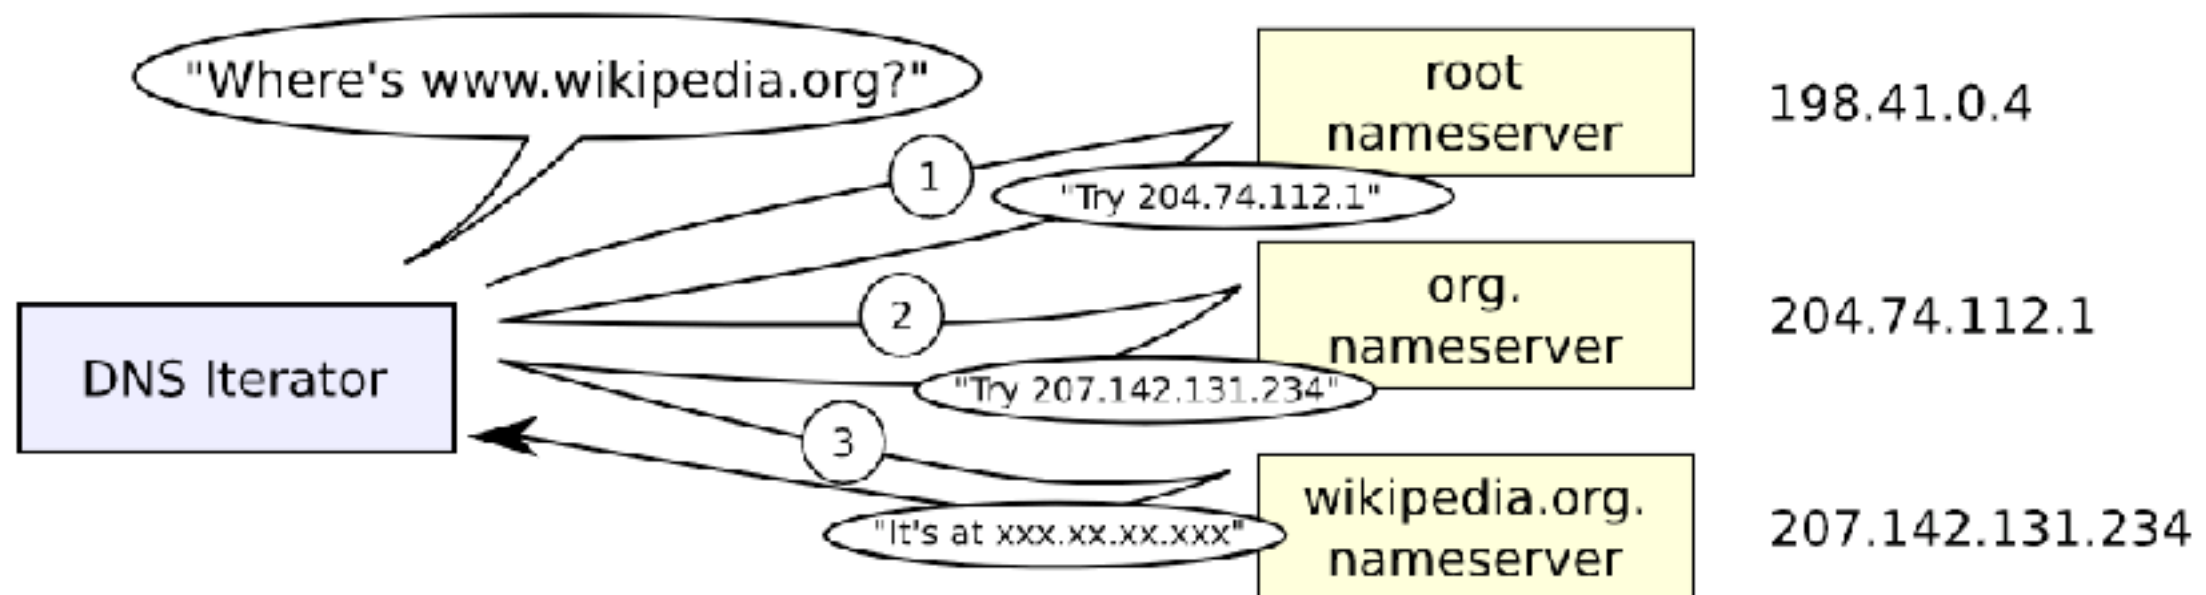 "Where's www.wikipedia.org?"
root
nameserver
198.41.0.4
1
"Try 204.74.112.1"
org.
nameserver
204.74.112.1
2
"Try 207.142.131.234"
DNS Iterator
3
wikipedia.org.
nameserver
207.142.131.234
"It's at xxx.xx.xx.xxx"